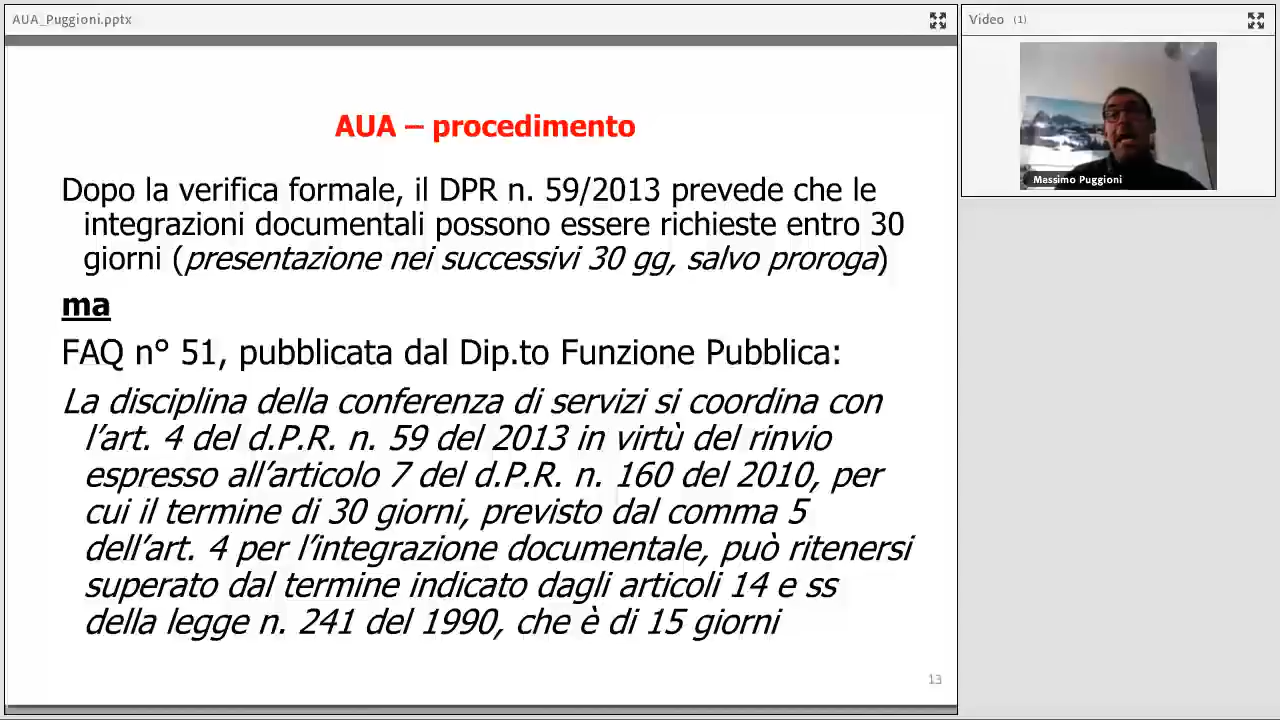 AUA_Puggioni.pptx
Video (1)
Massimo Puggioni
AUA – procedimento
Dopo la verifica formale, il DPR n. 59/2013 prevede che le
integrazioni documentali possono essere richieste entro 30
giorni (presentazione nei successivi 30 gg, salvo proroga)
ma
FAQ n° 51, pubblicata dal Dip.to Funzione Pubblica:
La disciplina della conferenza di servizi si coordina con
l’art. 4 del d.P.R. n. 59 del 2013 in virtù del rinvio
espresso all’articolo 7 del d.P.R. n. 160 del 2010, per
cui il termine di 30 giorni, previsto dal comma 5
dell’art. 4 per l’integrazione documentale, può ritenersi
superato dal termine indicato dagli articoli 14 e ss
della legge n. 241 del 1990, che è di 15 giorni
13